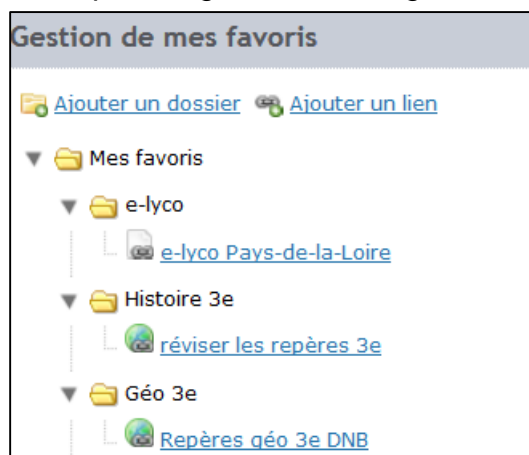 Gestion de mes favoris
Ajouter un dossier Ajouter un lien
Mes favoris
e-lyco
e-lyco Pays-de-la-Loire
Histoire 3e
réviser les repères 3e
Géo 3e
Repères géo 3e DNB